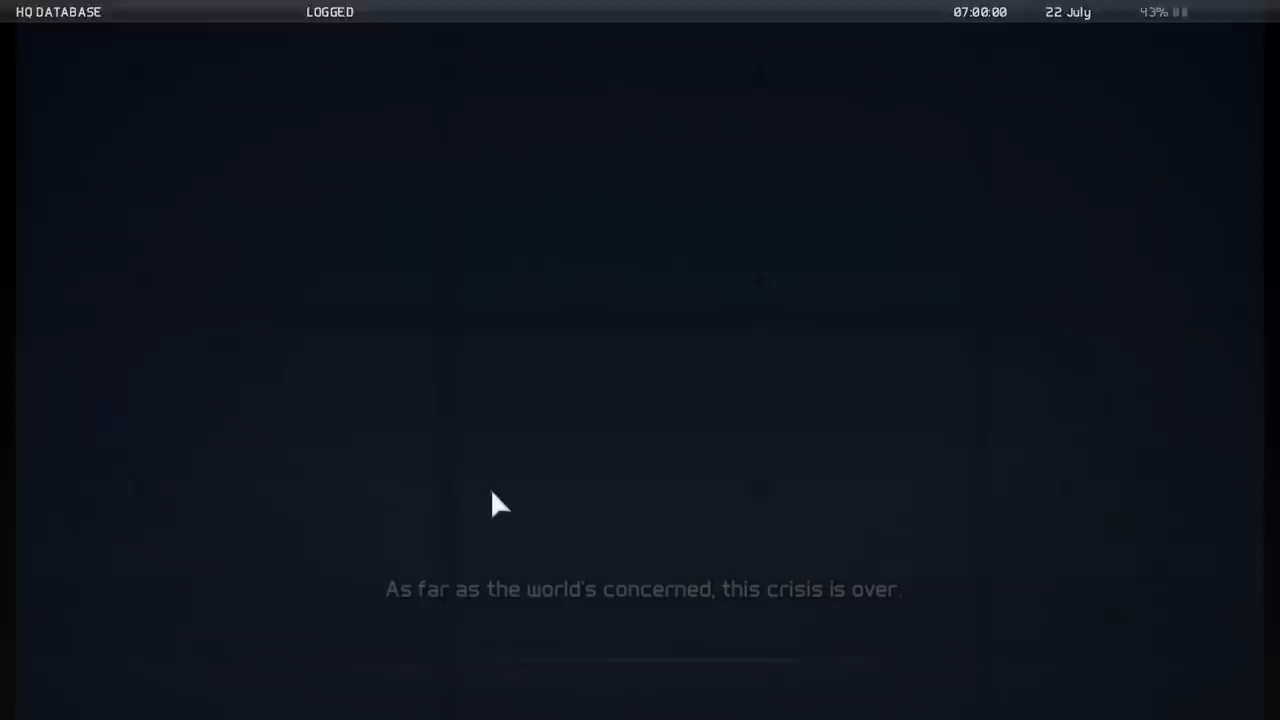 HQ DATABASE LOGGED 07:00:00 22 July 43%
As far as the world's concerned, this crisis is over.